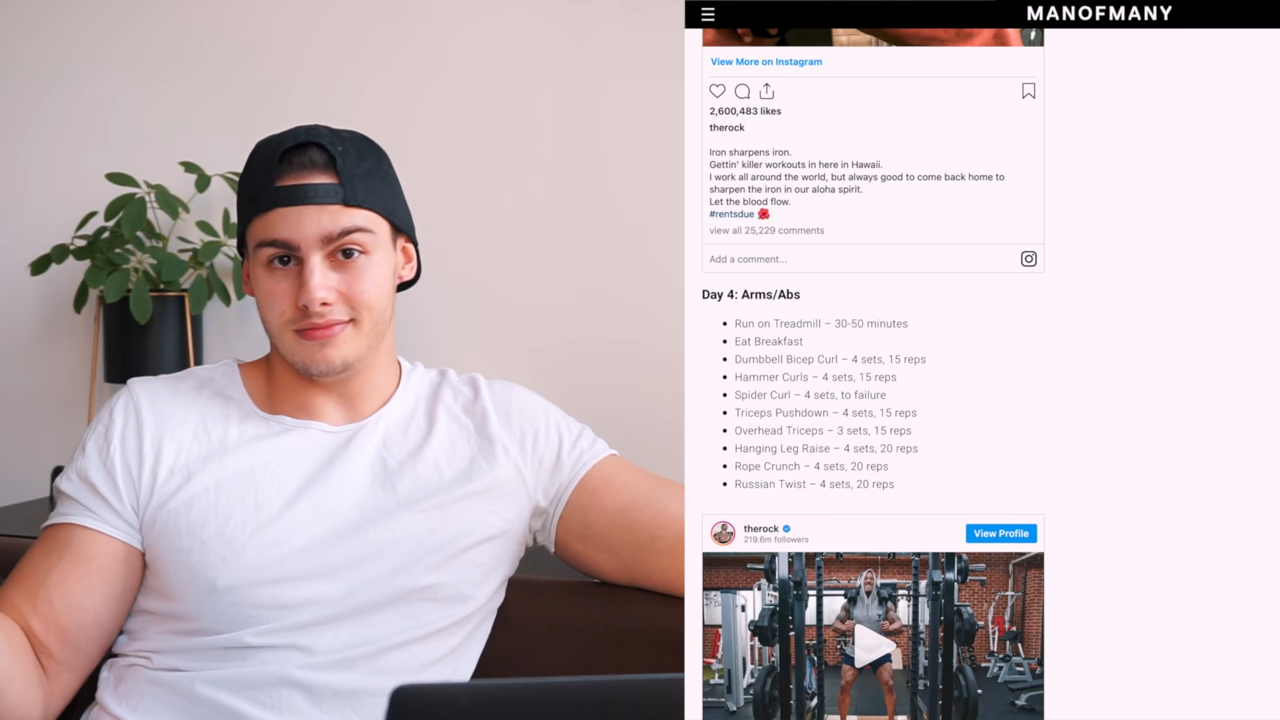 MANOFMANY
View More on Instagram
2,600,483 likes
therock
Iron sharpens iron.
Gettin' killer workouts in here in Hawaii.
I work all around the world, but always good to come back home to
sharpen the iron in our aloha spirit.
Let the blood flow.
#rentsdue 🌺
view all 25,229 comments
Add a comment...
Day 4: Arms/Abs
• Run on Treadmill – 30-50 minutes
• Eat Breakfast
• Dumbbell Bicep Curl – 4 sets, 15 reps
• Hammer Curls – 4 sets, 15 reps
• Spider Curl – 4 sets, to failure
• Triceps Pushdown – 4 sets, 15 reps
• Overhead Triceps – 3 sets, 15 reps
• Hanging Leg Raise – 4 sets, 20 reps
• Rope Crunch – 4 sets, 20 reps
• Russian Twist – 4 sets, 20 reps
therock
219.6m followers
View Profile